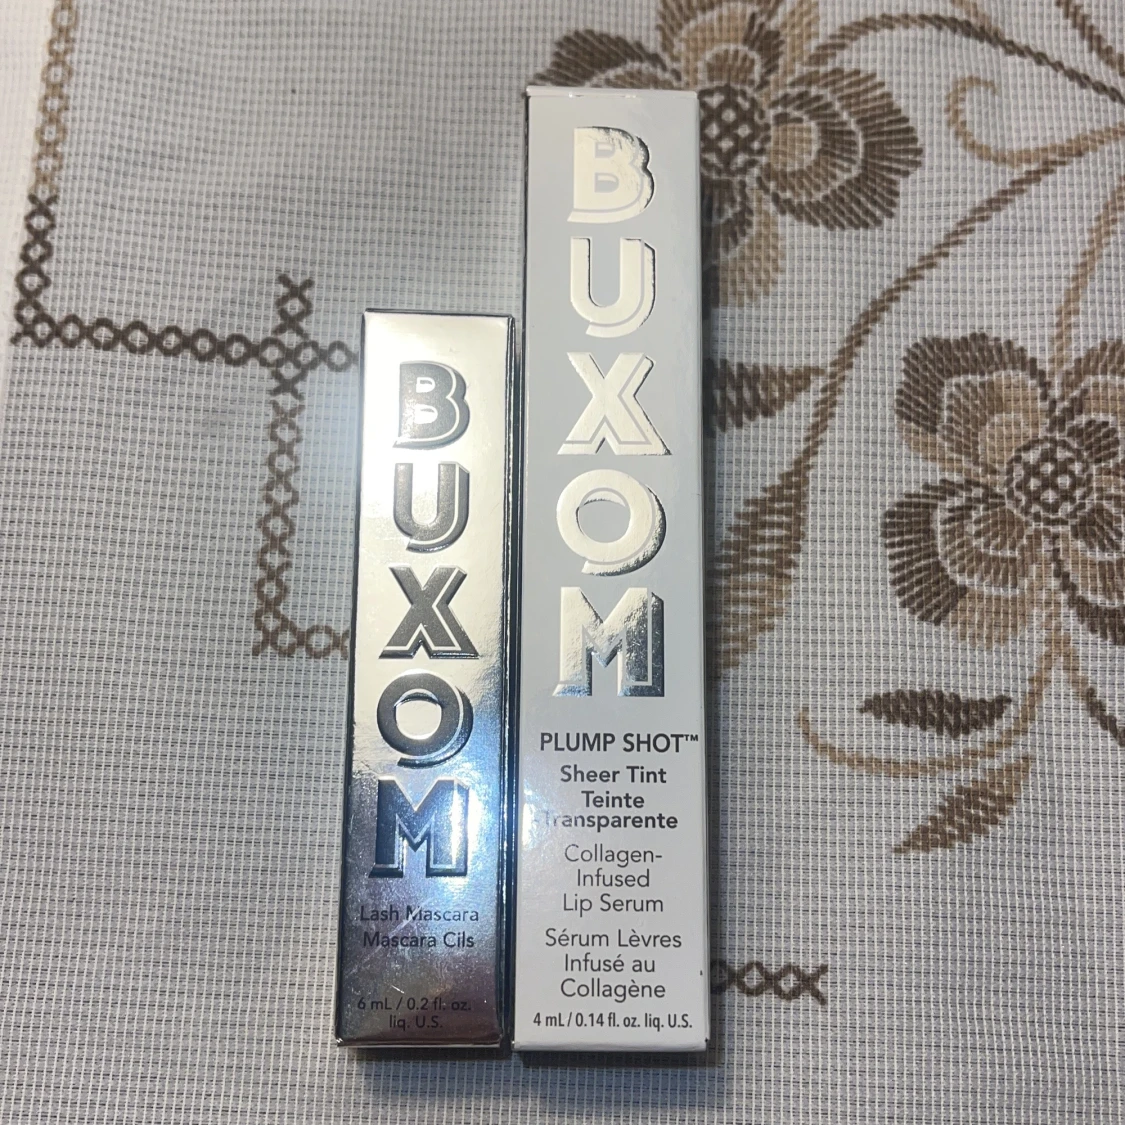 BUXOM
Lash Mascara
Mascara Cils
6 mL / 0.2 fl. oz.
liq. U.S.
BUXOM
PLUMP SHOT™
Sheer Tint
Teinte
Transparente
Collagen-
Infused
Lip Serum
Sérum Lèvres
Infusé au
Collagène
4 mL / 0.14 fl. oz. liq. U.S.